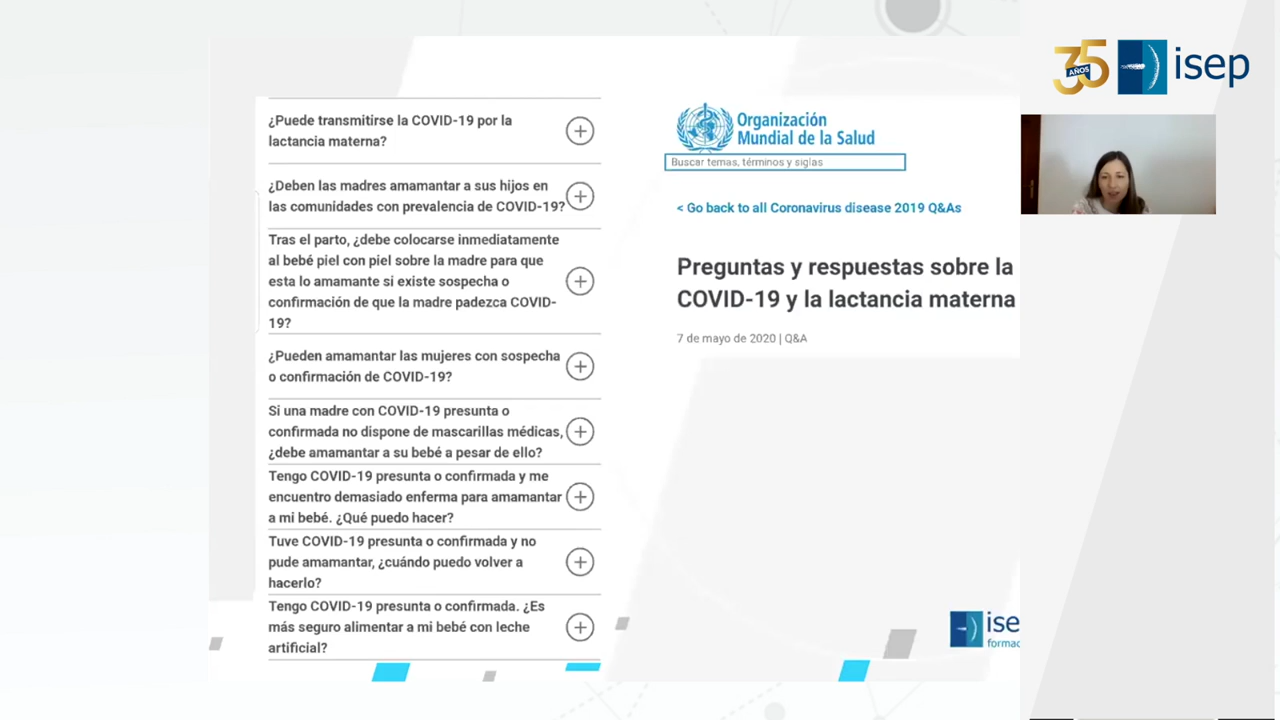 ¿Puede transmitirse la COVID-19 por la
lactancia materna?
¿Deben las madres amamantar a sus hijos en
las comunidades con prevalencia de COVID-19?
Tras el parto, ¿debe colocarse inmediatamente
al bebé piel con piel sobre la madre para que
esta lo amamante si existe sospecha o
confirmación de que la madre padezca COVID-
19?
¿Pueden amamantar las mujeres con sospecha
o confirmación de COVID-19?
Si una madre con COVID-19 presunta o
confirmada no dispone de mascarillas médicas,
¿debe amamantar a su bebé a pesar de ello?
Tengo COVID-19 presunta o confirmada y me
encuentro demasiado enferma para amamantar
a mi bebé. ¿Qué puedo hacer?
Tuve COVID-19 presunta o confirmada y no
pude amamantar, ¿cuándo puedo volver a
hacerlo?
Tengo COVID-19 presunta o confirmada. ¿Es
más seguro alimentar a mi bebé con leche
artificial?
Organización
Mundial de la Salud
Buscar temas, términos y siglas
< Go back to all Coronavirus disease 2019 Q&As
Preguntas y respuestas sobre la
COVID-19 y la lactancia materna
7 de mayo de 2020 | Q&A
35
AÑOS
isep
ise
formac